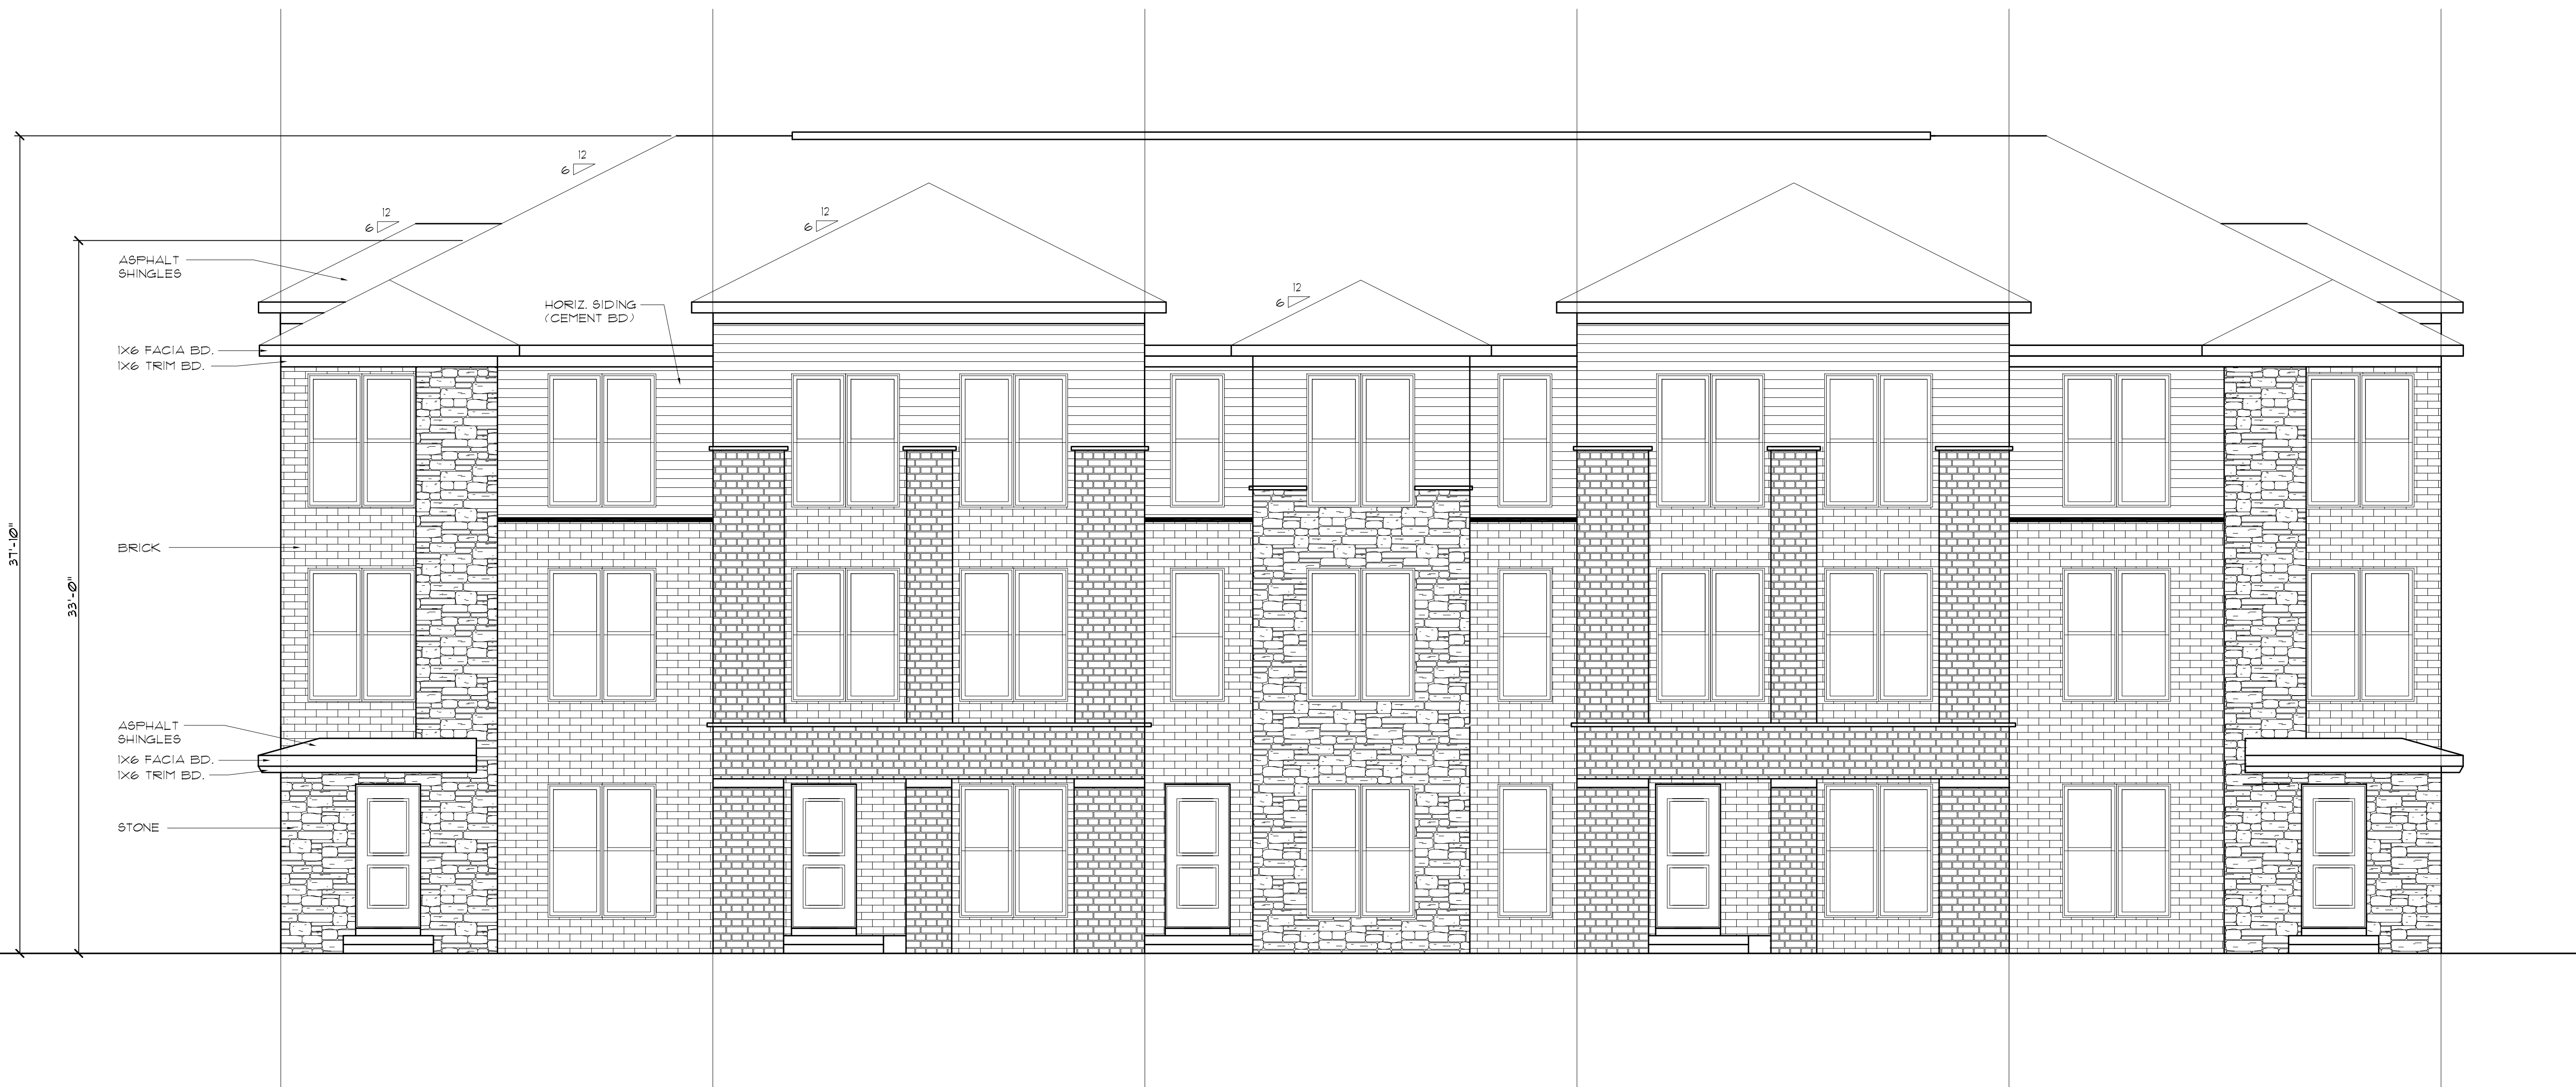 12
6
12
6
12
6
ASPHALT
SHINGLES
12
6
HORIZ. SIDING
(CEMENT BD)
1X6 FACIA BD.
1X6 TRIM BD.
37'-10"
33'-0"
BRICK
ASPHALT
SHINGLES
1X6 FACIA BD.
1X6 TRIM BD.
STONE